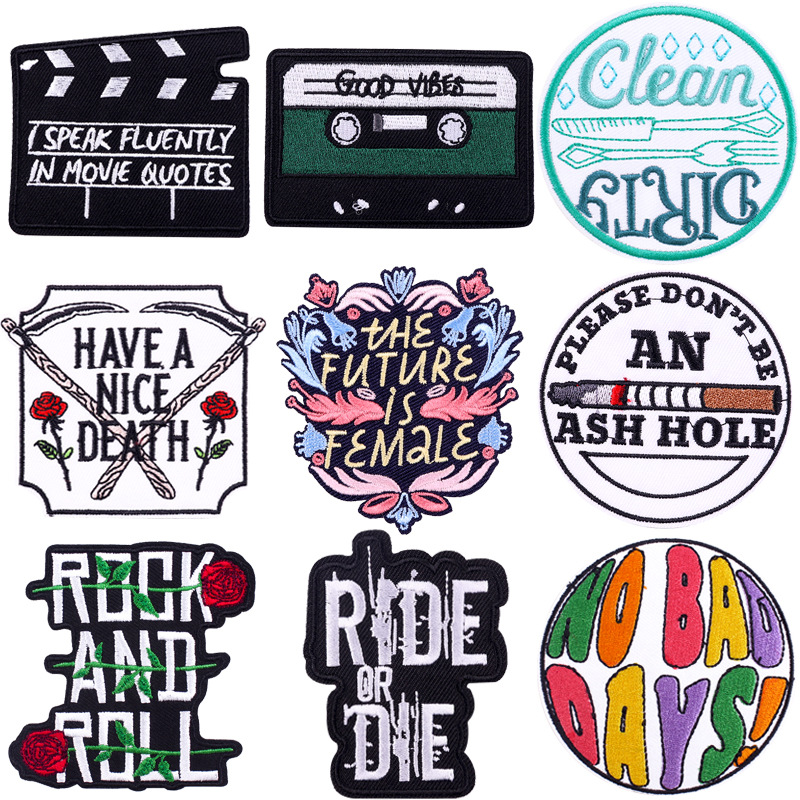 I SPEAK FLUENTLY
IN MOVIE QUOTES
GOOD VIBES
Clean
DIRTY
HAVE A
NICE
DEATH
THE
FUTURE
IS
FEMALE
PLEASE DON'T BE
AN
ASH HOLE
ROCK
AND
ROLL
RIDE
OR
DIE
NO BAD
DAYS!